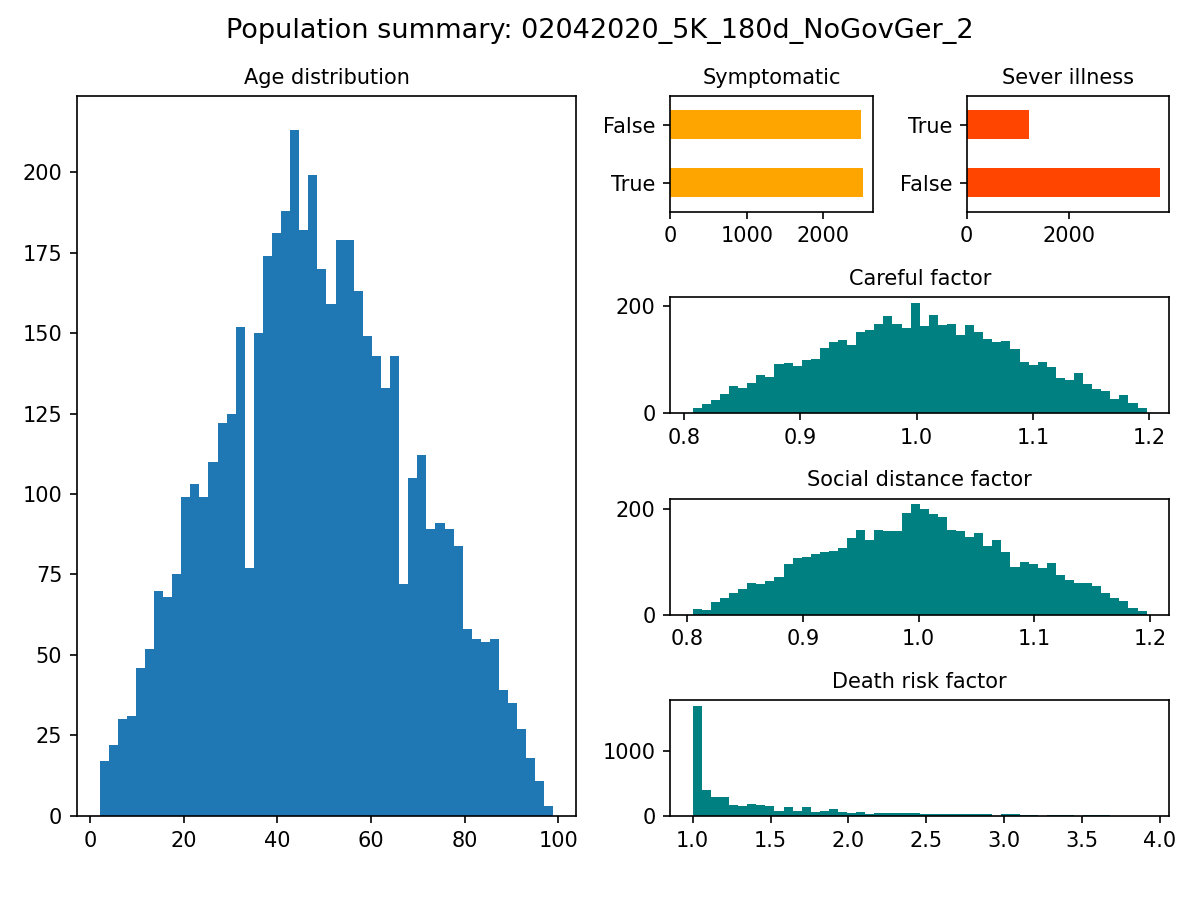 Population summary: 02042020_5K_180d_NoGovGer_2
Age distribution
200
175
150
125
100
75
50
25
0
0 20 40 60 80 100
Symptomatic
False
True
0 1000 2000
Sever illness
True
False
0 2000
Careful factor
200
0
0.8 0.9 1.0 1.1 1.2
Social distance factor
200
0
0.8 0.9 1.0 1.1 1.2
Death risk factor
1000
0
1.0 1.5 2.0 2.5 3.0 3.5 4.0